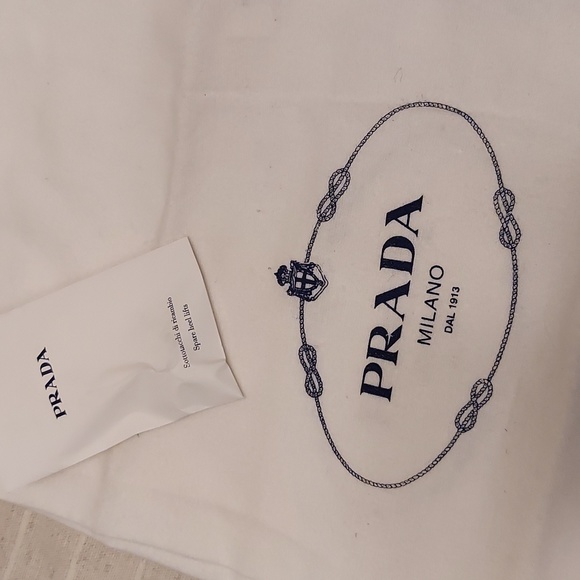 PRADA
MILANO
DAL 1913
PRADA
Sottotacchi di ricambio
Spare heel lifts